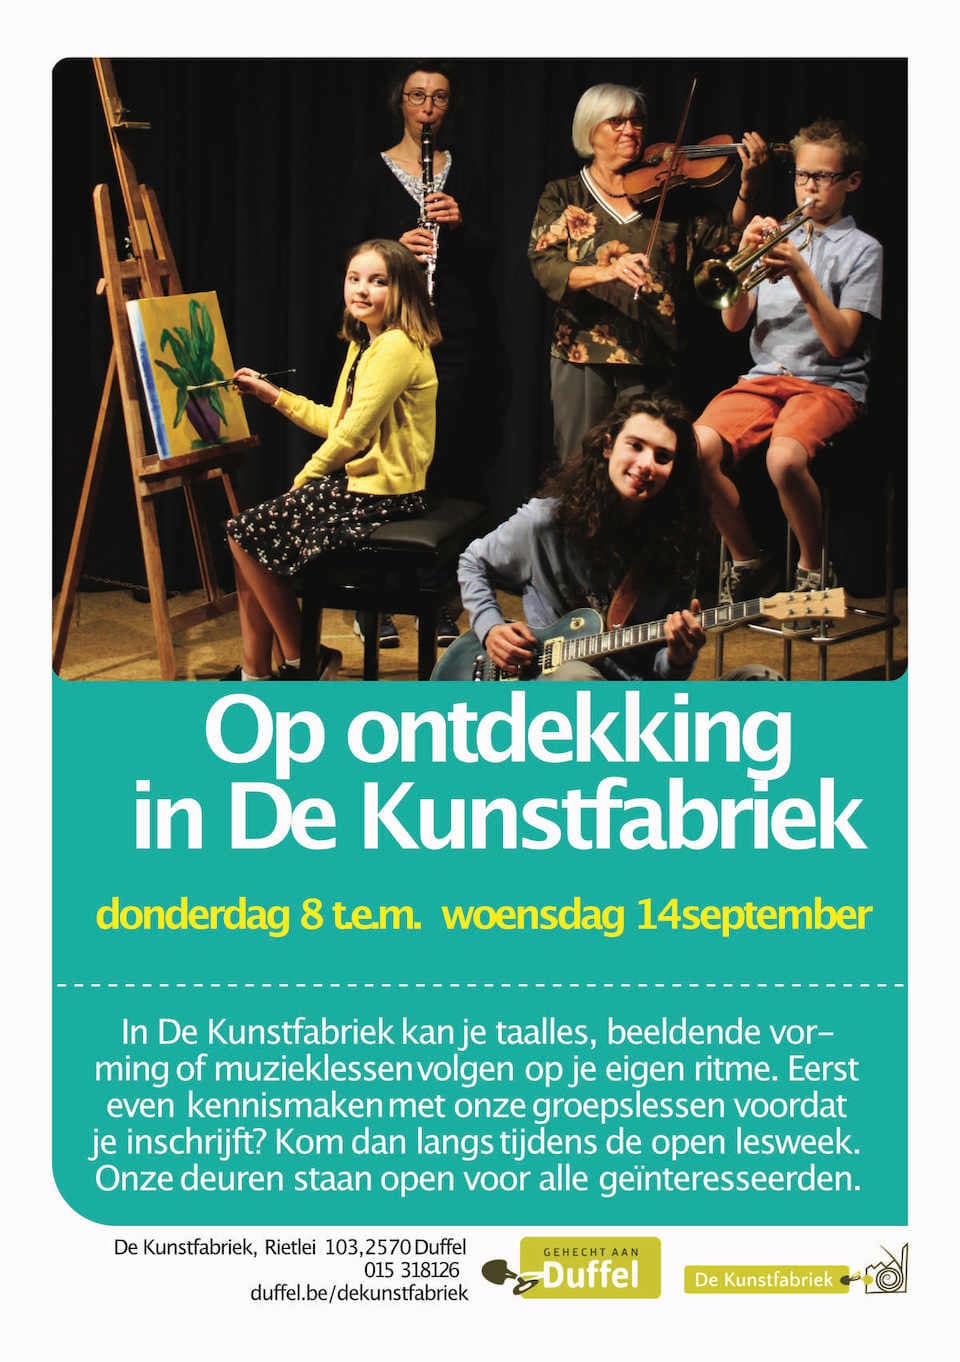 Op ontdekking
in De Kunstfabriek
donderdag 8 t.e.m. woensdag 14september
In De Kunstfabriek kan je taalles, beeldende vor-
ming of muzieklessen volgen op je eigen ritme. Eerst
even kennismaken met onze groepslessen voordat
je inschrijft? Kom dan langs tijdens de open lesweek.
Onze deuren staan open voor alle geïnteresseerden.
De Kunstfabriek, Rietlei 103,2570 Duffel
015 318126
duffel.be/dekunstfabriek
GEHECHT AAN
Duffel
De Kunstfabriek